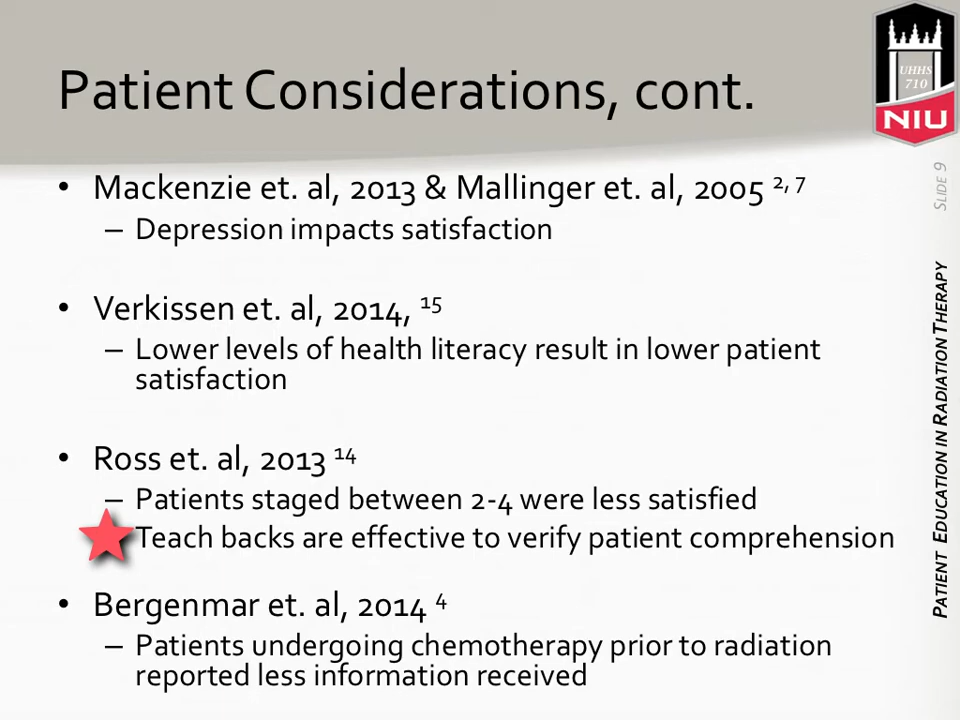 Patient Considerations, cont.
UHHS
710
NIU
• Mackenzie et. al, 2013 & Mallinger et. al, 2005 2, 7
– Depression impacts satisfaction
• Verkissen et. al, 2014, 15
– Lower levels of health literacy result in lower patient
satisfaction
• Ross et. al, 2013 14
– Patients staged between 2-4 were less satisfied
Teach backs are effective to verify patient comprehension
• Bergenmar et. al, 2014 4
– Patients undergoing chemotherapy prior to radiation
reported less information received
PATIENT EDUCATION IN RADIATION THERAPY
SLIDE 9